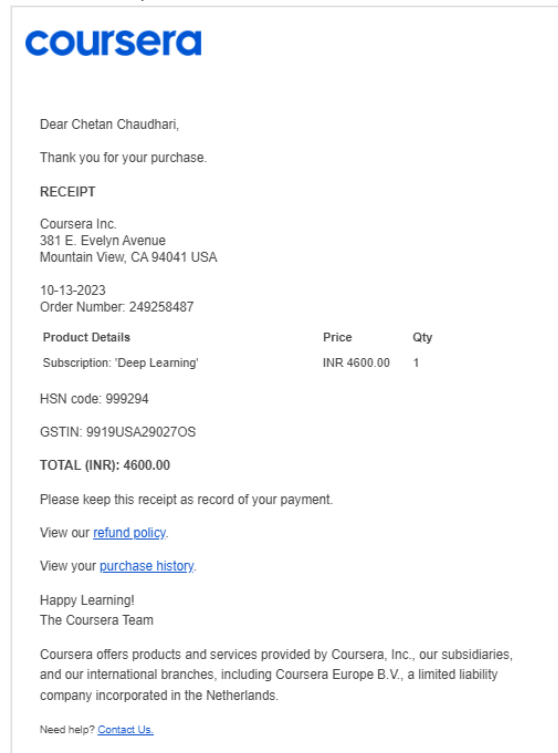 coursera
Dear Chetan Chaudhari,
Thank you for your purchase.
RECEIPT
Coursera Inc.
381 E. Evelyn Avenue
Mountain View, CA 94041 USA
10-13-2023
Order Number: 249258487
Product Details Price Qty
Subscription: 'Deep Learning' INR 4600.00 1
HSN code: 999294
GSTIN: 9919USA29027OS
TOTAL (INR): 4600.00
Please keep this receipt as record of your payment.
View our refund policy.
View your purchase history.
Happy Learning!
The Coursera Team
Coursera offers products and services provided by Coursera, Inc., our subsidiaries,
and our international branches, including Coursera Europe B.V., a limited liability
company incorporated in the Netherlands.
Need help? Contact Us.